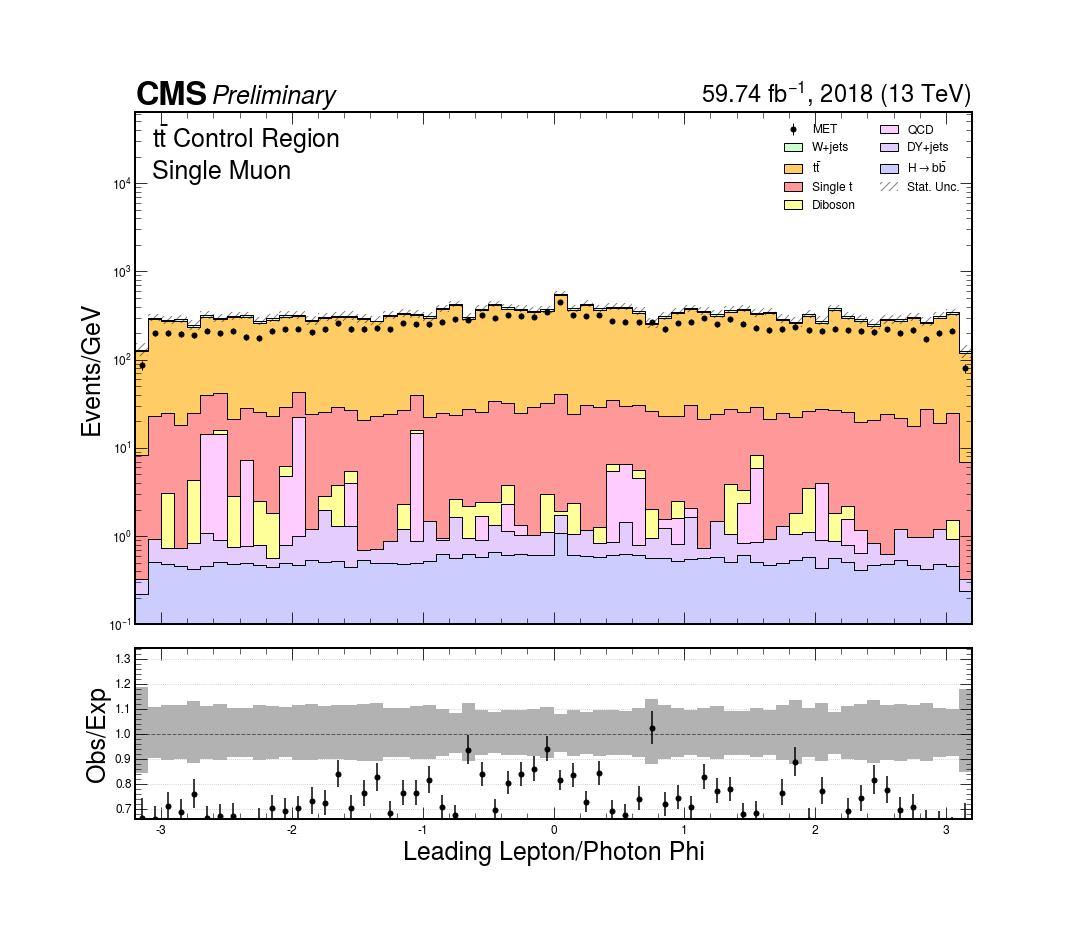 CMS Preliminary 59.74 fb⁻¹, 2018 (13 TeV)
tt̄ Control Region
Single Muon
MET
W+jets
tt̄
Single t
Diboson
QCD
DY+jets
H→bb̄
Stat. Unc.
Events/GeV
10⁴
10³
10²
10¹
10⁰
10⁻¹
Obs/Exp
1.3
1.2
1.1
1.0
0.9
0.8
0.7
-3 -2 -1 0 1 2 3
Leading Lepton/Photon Phi